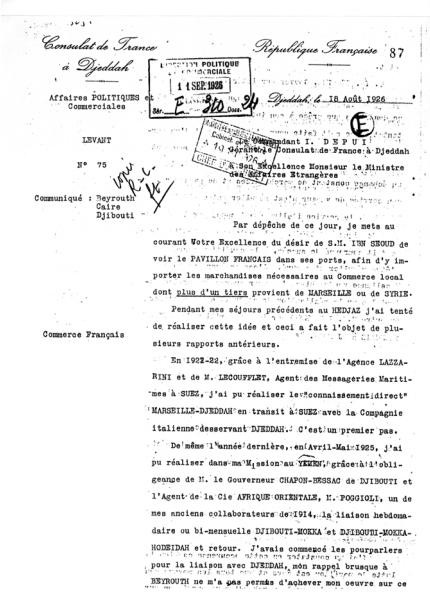 Consulat de France
République Française
87
à Djeddah
DIRECTION POLITIQUE
COMMERCIALE
11 SEP. 1926
Affaires POLITIQUES et
Commerciales
Djeddah, le 18 Août 1926
E
LEVANT
Commandant I. DEPUI
Gérant le Consulat de France à Djeddah
N° 75
à Son Excellence Monsieur le Ministre
des Affaires Etrangères
Communiqué : Beyrouth
Caire
Djibouti
Par dépêche de ce jour, je mets au
courant Votre Excellence du désir de S.M. IBN SEOUD de
voir le PAVILLON FRANCAIS dans ses ports, afin d'y im-
porter les marchandises nécessaires au Commerce local
dont plus d'un tiers provient de MARSEILLE ou de SYRIE.
Commerce Français
Pendant mes séjours précédents au HEDJAZ j'ai tenté
de réaliser cette idée et ceci a fait l'objet de plu-
sieurs rapports antérieurs.
En 1921-22, grâce à l'entremise de l'Agence LAZZA-
RINI et de M. LECOUFFLET, Agent des Messageries Mariti-
mes à SUEZ, j'ai pu réaliser le "connaissement direct"
MARSEILLE-DJEDDAH en transit à SUEZ avec la Compagnie
italienne desservant DJEDDAH. C'est un premier pas.
De même l'année dernière, en Avril-Mai 1925, j'ai
pu réaliser dans ma Mission au YEMEN, grâce à l'obli-
geance de M. le Gouverneur CHAPON-BESSAC de DJIBOUTI et
l'Agent de la Cie AFRIQUE ORIENTALE, M. POGGIOLI, un de
mes anciens collaborateurs de 1914, la liaison hebdoma-
daire ou bi-mensuelle DJIBOUTI-MOKKA et DJIBOUTI-MOKKA-
HODEIDAH et retour. J'avais commencé les pourparlers
pour la liaison avec DJEDDAH, mon rappel brusque à
BEYROUTH ne m'a pas permis d'achever mon oeuvre sur ce